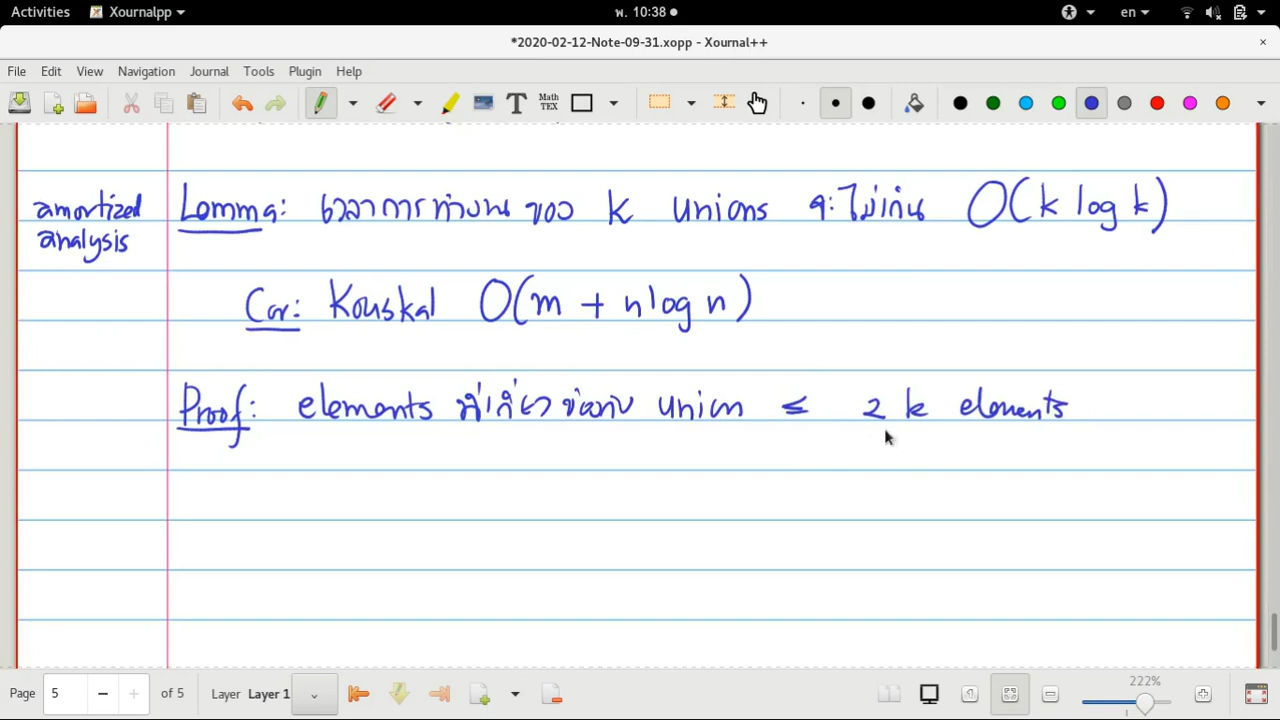 Activities Xournalpp พ. 10:38 en
*2020-02-12-Note-09-31.xopp - Xournal++
File Edit View Navigation Journal Tools Plugin Help
Math TEX
amortized analysis
Lemma: เวลาการทำงาน ของ k unions จะไม่เกิน O(k log k)
Cor: Kruskal O(m + n log n)
Proof: elements ที่เกี่ยวข้องกับ union ≤ 2 k elements
Page 5 of 5 Layer Layer 1 222%